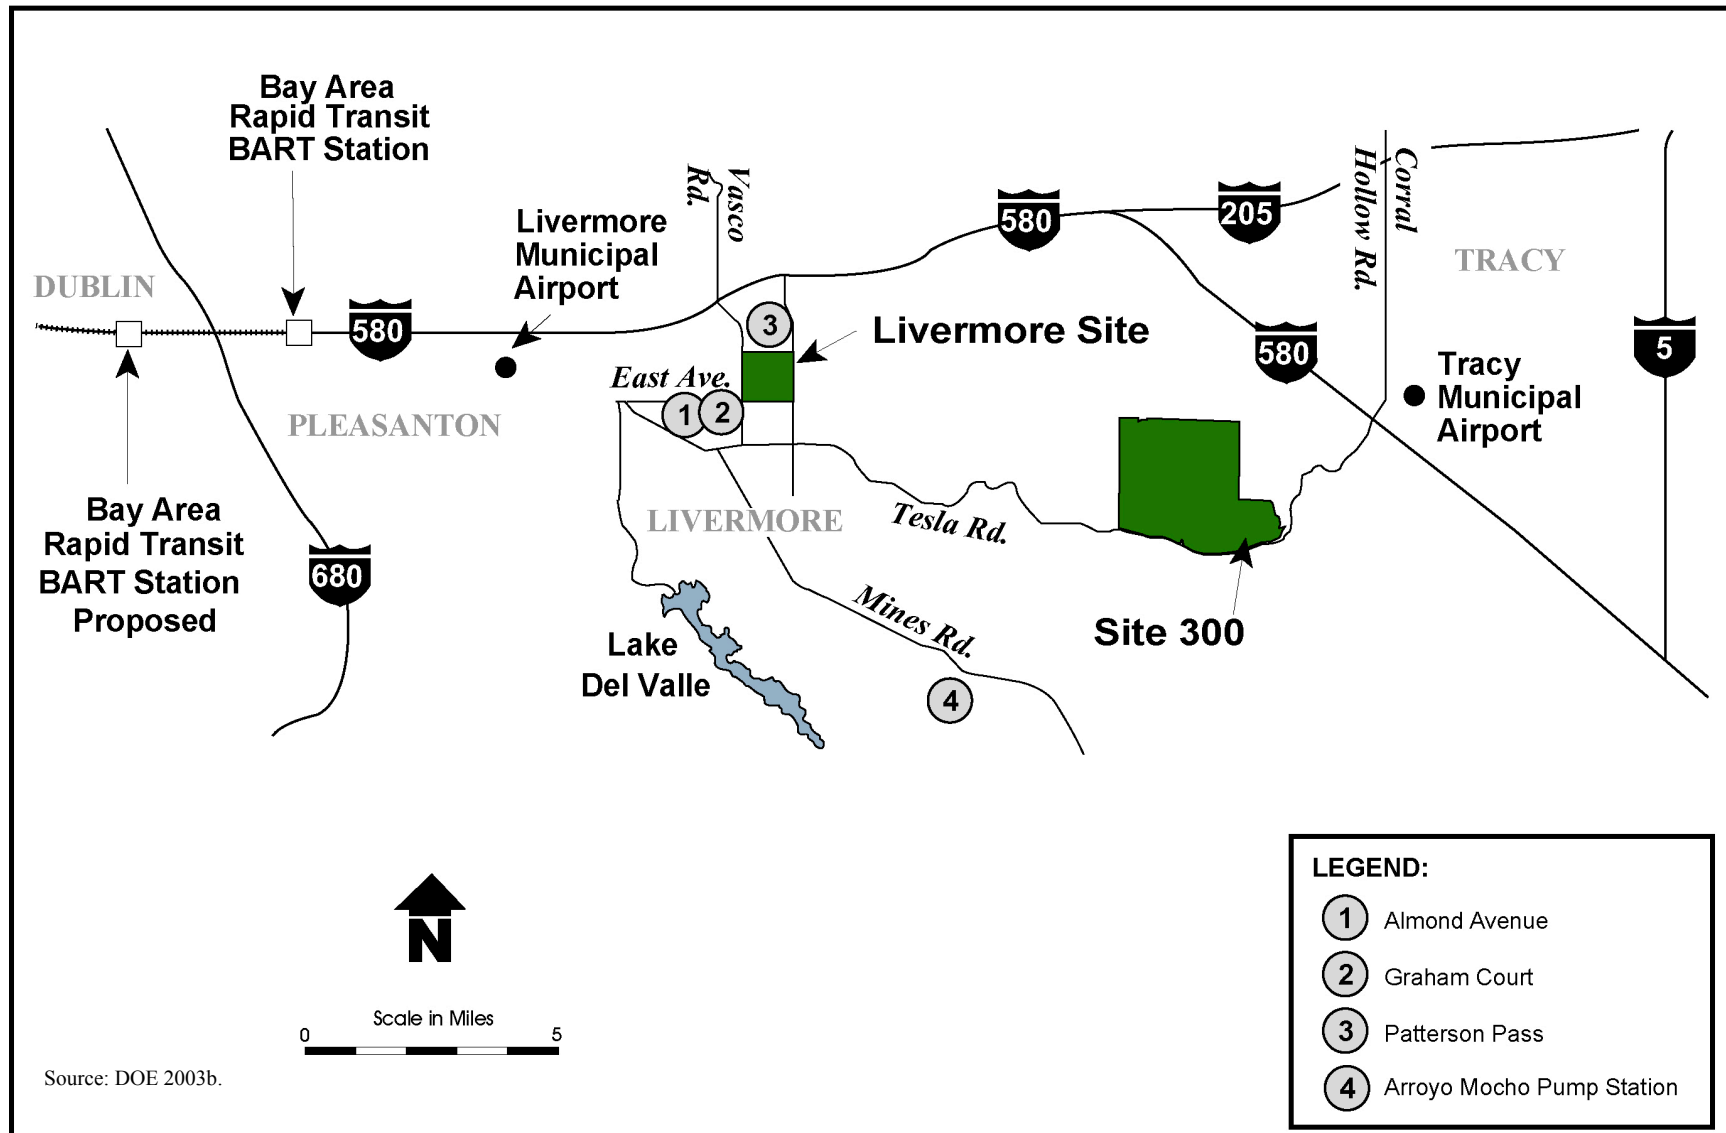 Bay Area
Rapid Transit
BART Station
Vasco
Rd.
Corral
Hollow Rd.
580
205
Livermore
Municipal
Airport
DUBLIN
TRACY
580
3
Livermore Site
580
5
East Ave.
Tracy
Municipal
Airport
1
2
PLEASANTON
Bay Area
Rapid Transit
BART Station
Proposed
LIVERMORE
Tesla Rd.
680
Mines Rd.
Site 300
Lake
Del Valle
4
N
Scale in Miles
0
5
Source: DOE 2003b.
LEGEND:
1 Almond Avenue
2 Graham Court
3 Patterson Pass
4 Arroyo Mocho Pump Station